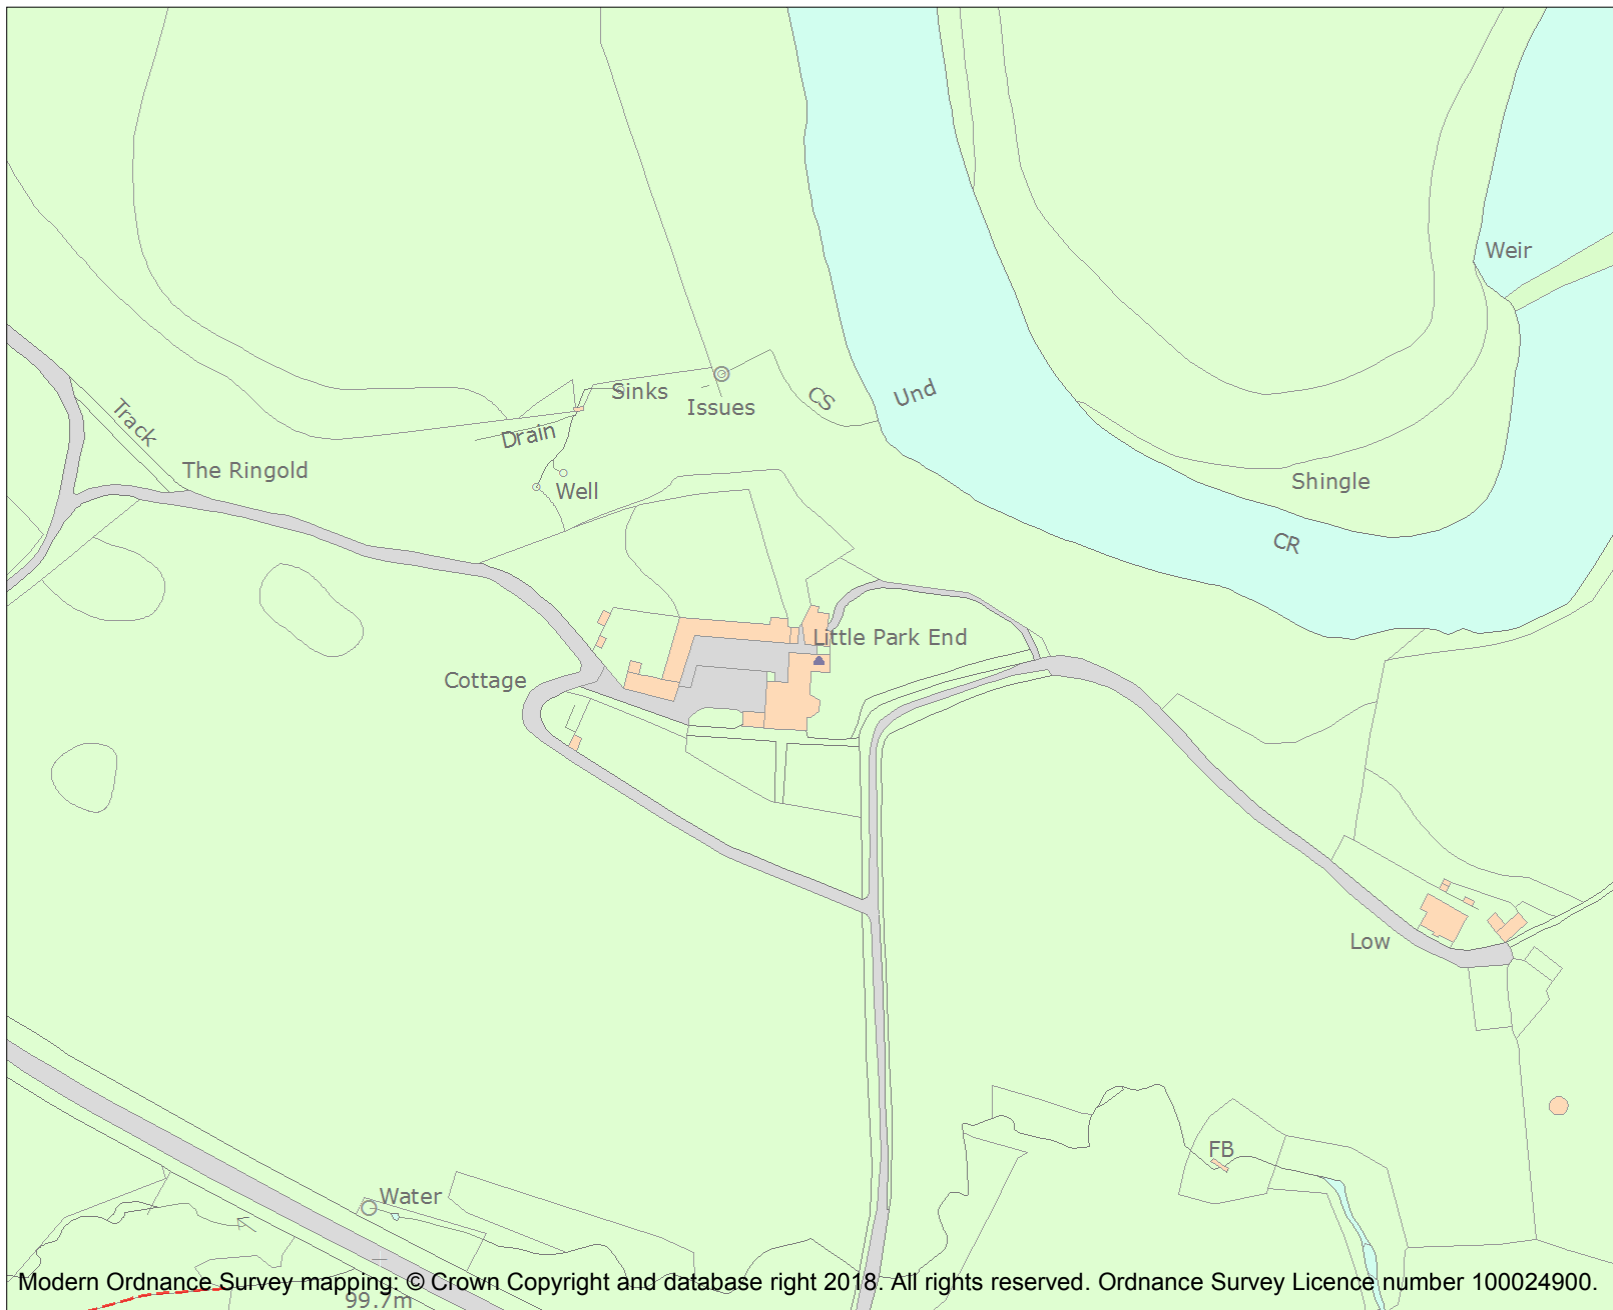 Weir
Sinks
Issues
CS
Und
Track
Drain
The Ringold
Well
Shingle
CR
Little Park End
Cottage
Low
FB
Water
Modern Ordnance Survey mapping: © Crown Copyright and database right 2018. All rights reserved. Ordnance Survey Licence number 100024900.
99.7m